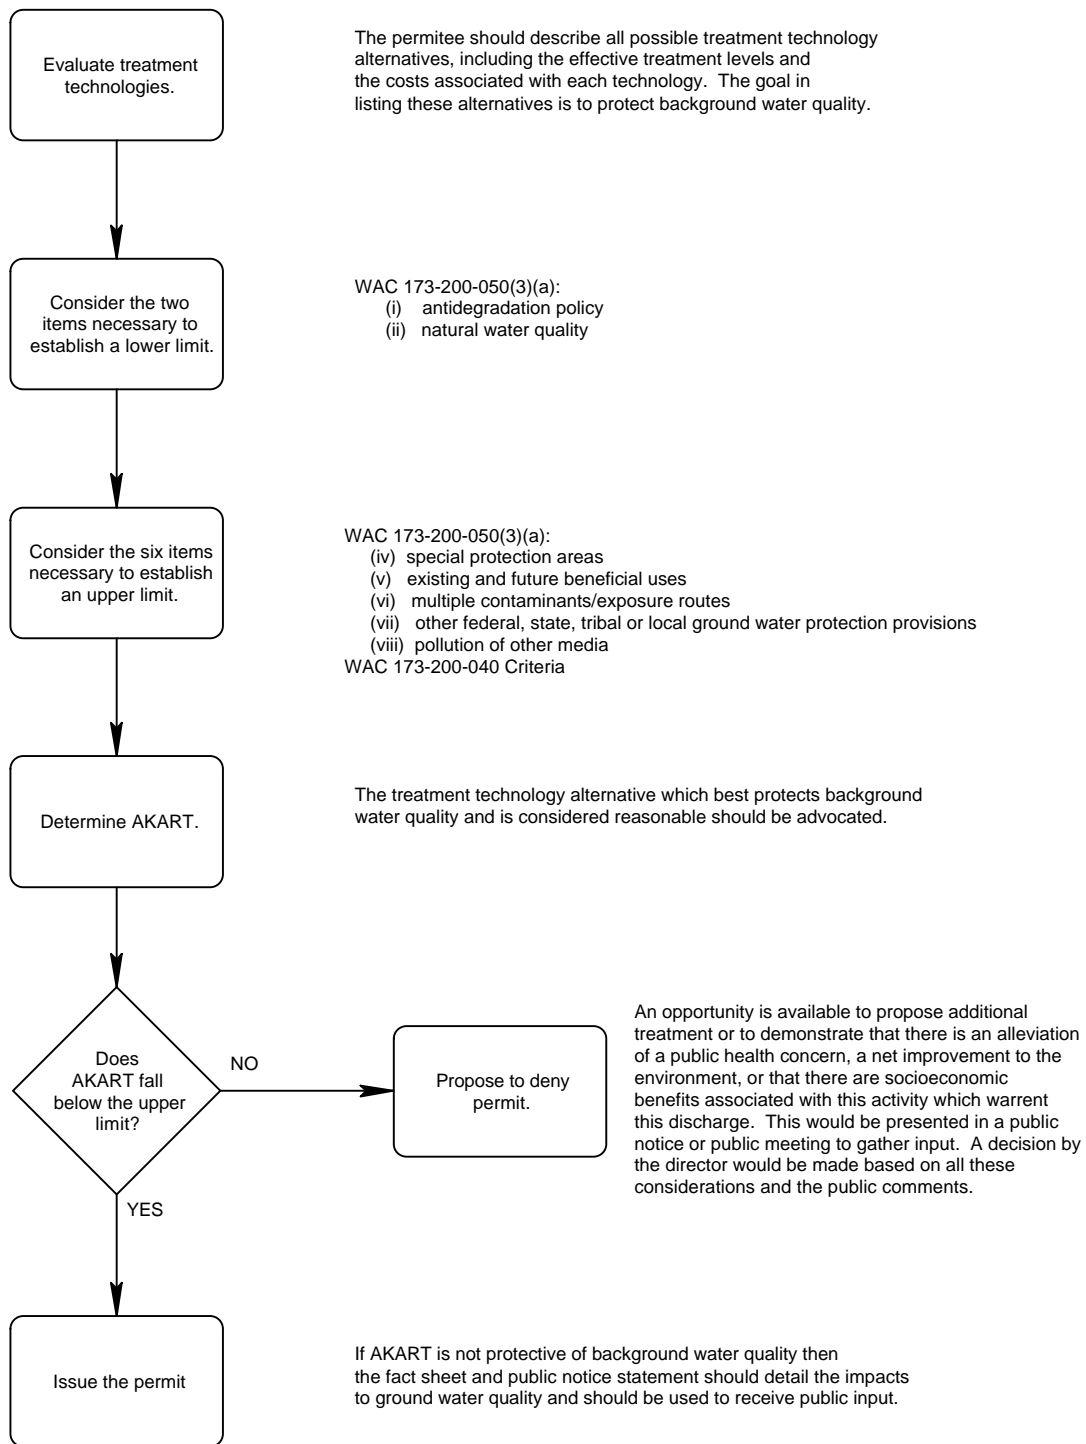 Evaluate treatment
technologies.
The permitee should describe all possible treatment technology
alternatives, including the effective treatment levels and
the costs associated with each technology.  The goal in
listing these alternatives is to protect background water quality.
Consider the two
items necessary to
establish a lower limit.
WAC 173-200-050(3)(a):
(i) antidegradation policy
(ii) natural water quality
Consider the six items
necessary to establish
an upper limit.
WAC 173-200-050(3)(a):
(iv) special protection areas
(v) existing and future beneficial uses
(vi) multiple contaminants/exposure routes
(vii) other federal, state, tribal or local ground water protection provisions
(viii) pollution of other media
WAC 173-200-040 Criteria
Determine AKART.
The treatment technology alternative which best protects background
water quality and is considered reasonable should be advocated.
Does
AKART fall
below the upper
limit?
NO
YES
Propose to deny
permit.
An opportunity is available to propose additional
treatment or to demonstrate that there is an alleviation
of a public health concern, a net improvement to the
environment, or that there are socioeconomic
benefits associated with this activity which warrent
this discharge.  This would be presented in a public
notice or public meeting to gather input.  A decision by
the director would be made based on all these
considerations and the public comments.
Issue the permit
If AKART is not protective of background water quality then
the fact sheet and public notice statement should detail the impacts
to ground water quality and should be used to receive public input.